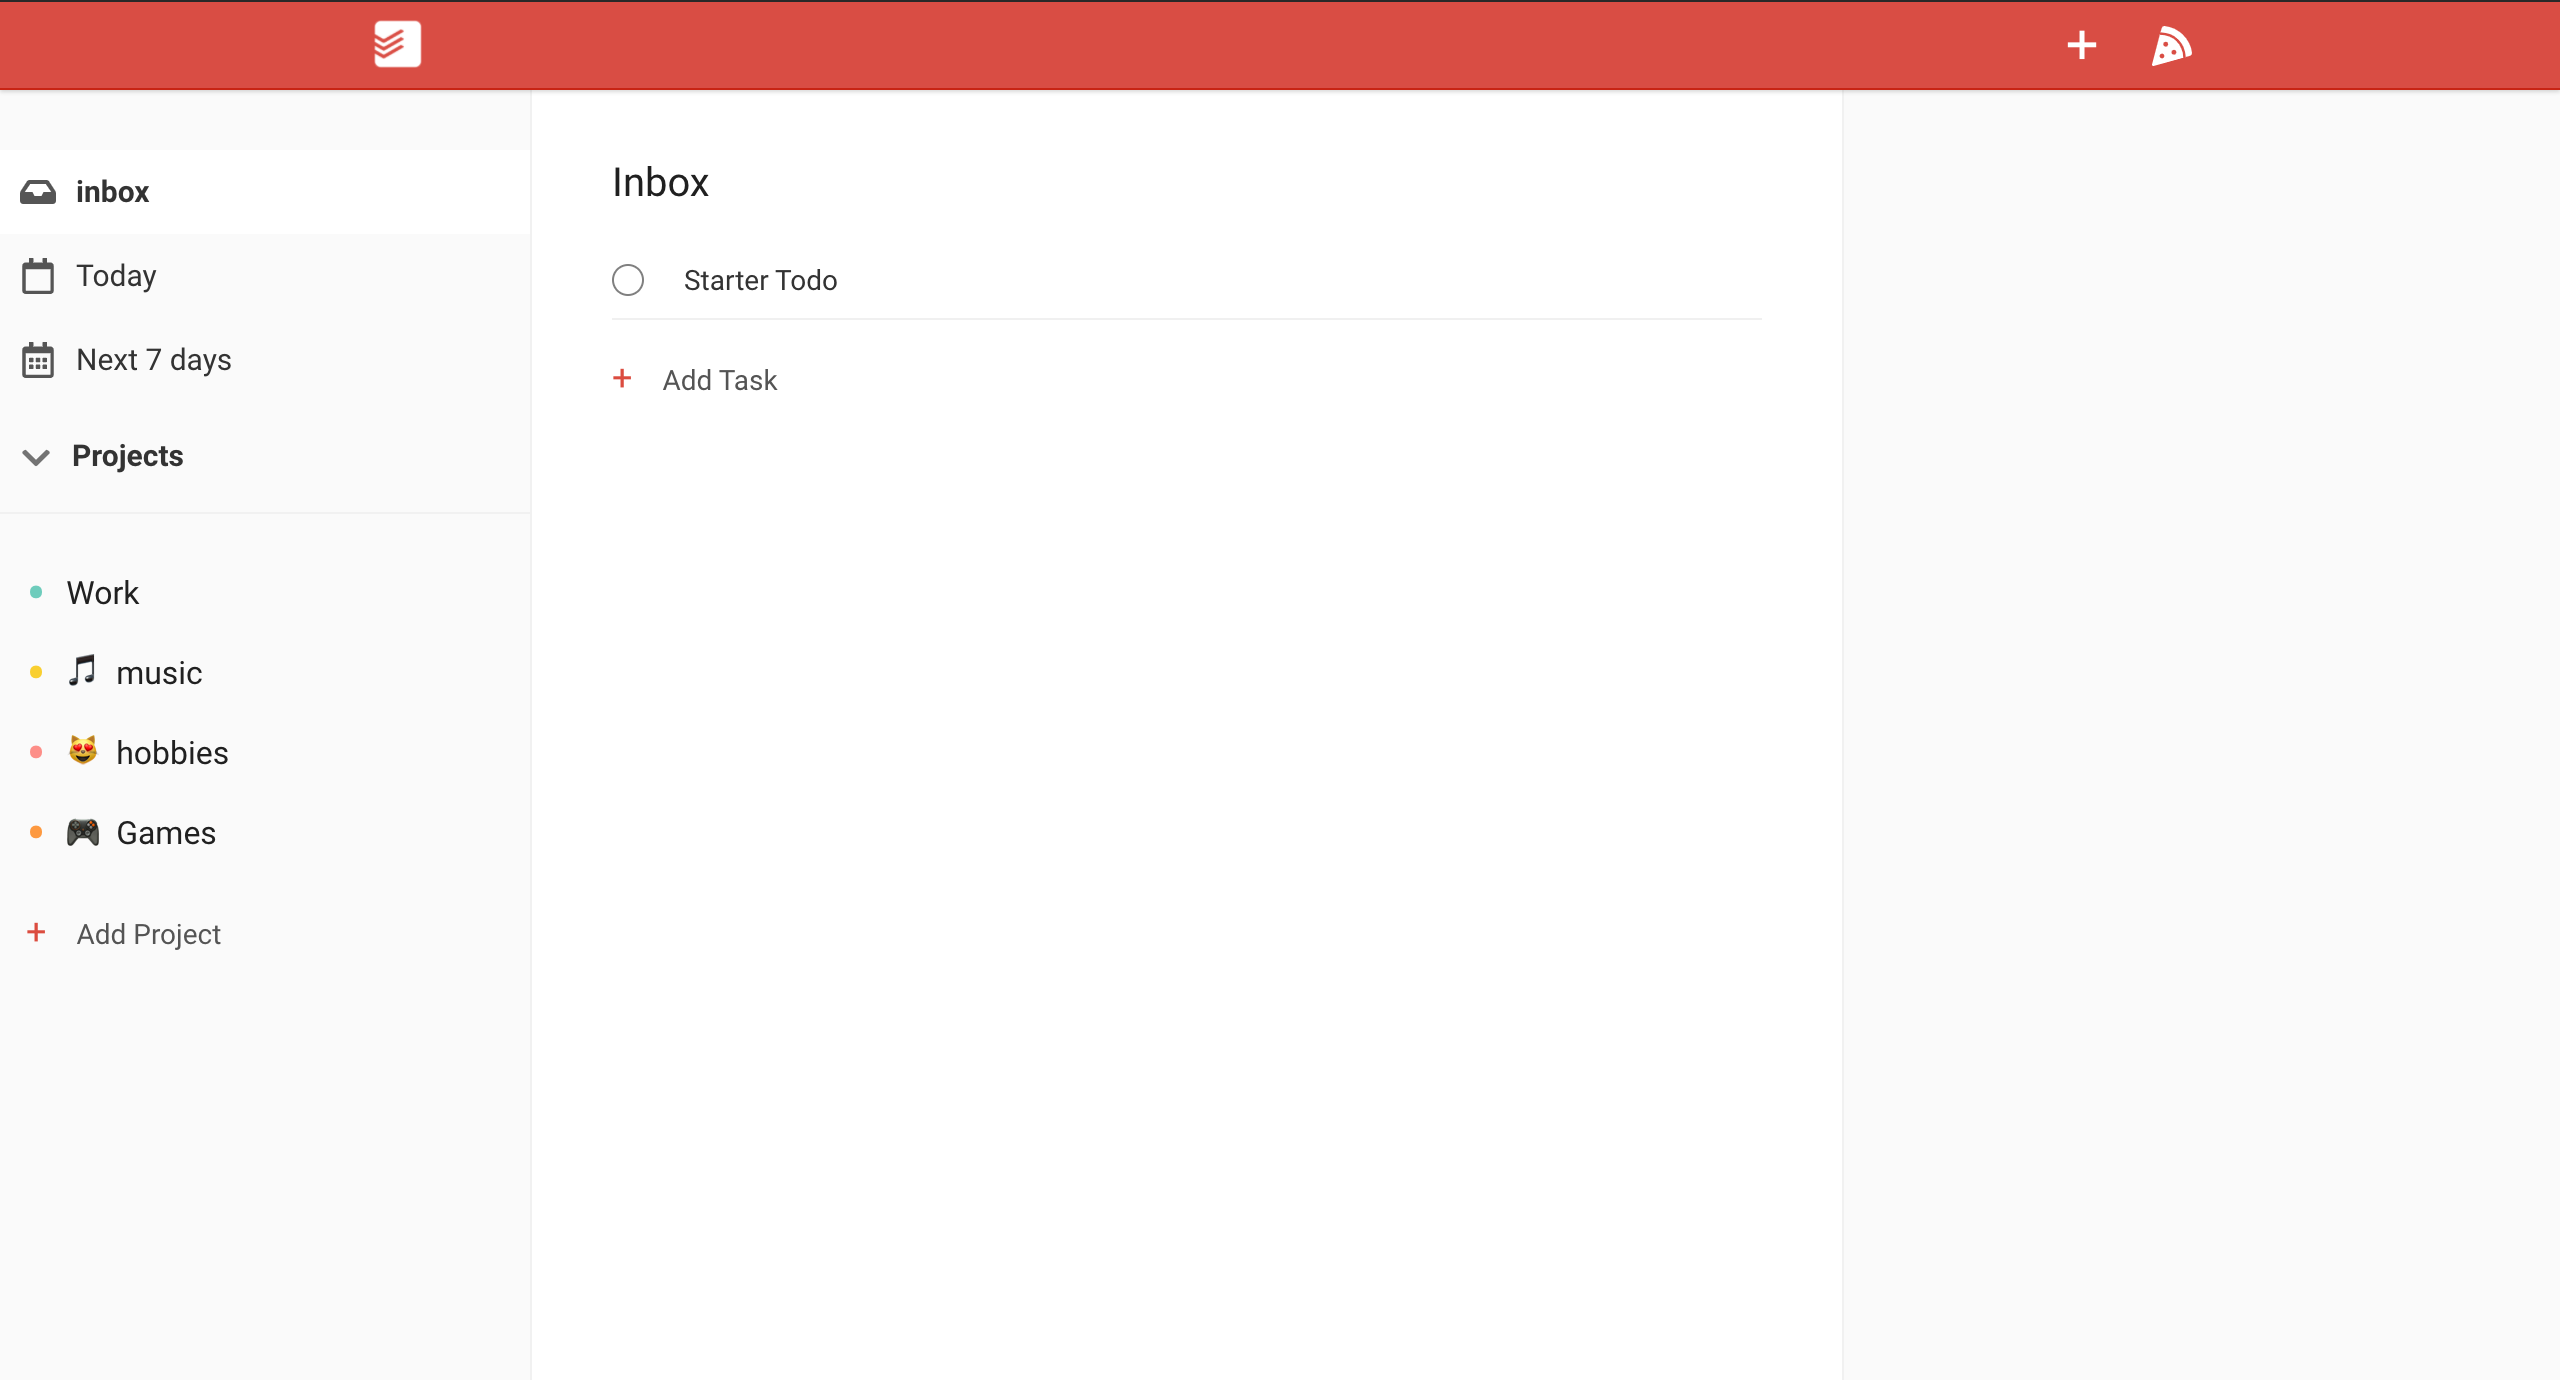 inbox
Today
Next 7 days
Projects
Work
🎵 music
😻 hobbies
🎮 Games
+ Add Project
Inbox
Starter Todo
+ Add Task